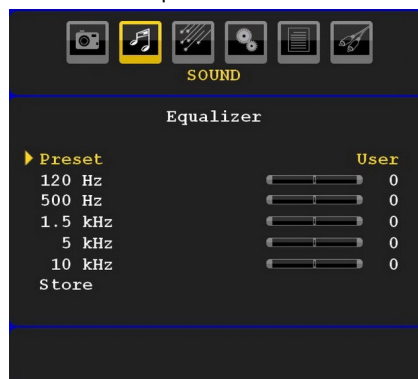 SOUND
Equalizer
Preset User
120 Hz 0
500 Hz 0
1.5 kHz 0
5 kHz 0
10 kHz 0
Store